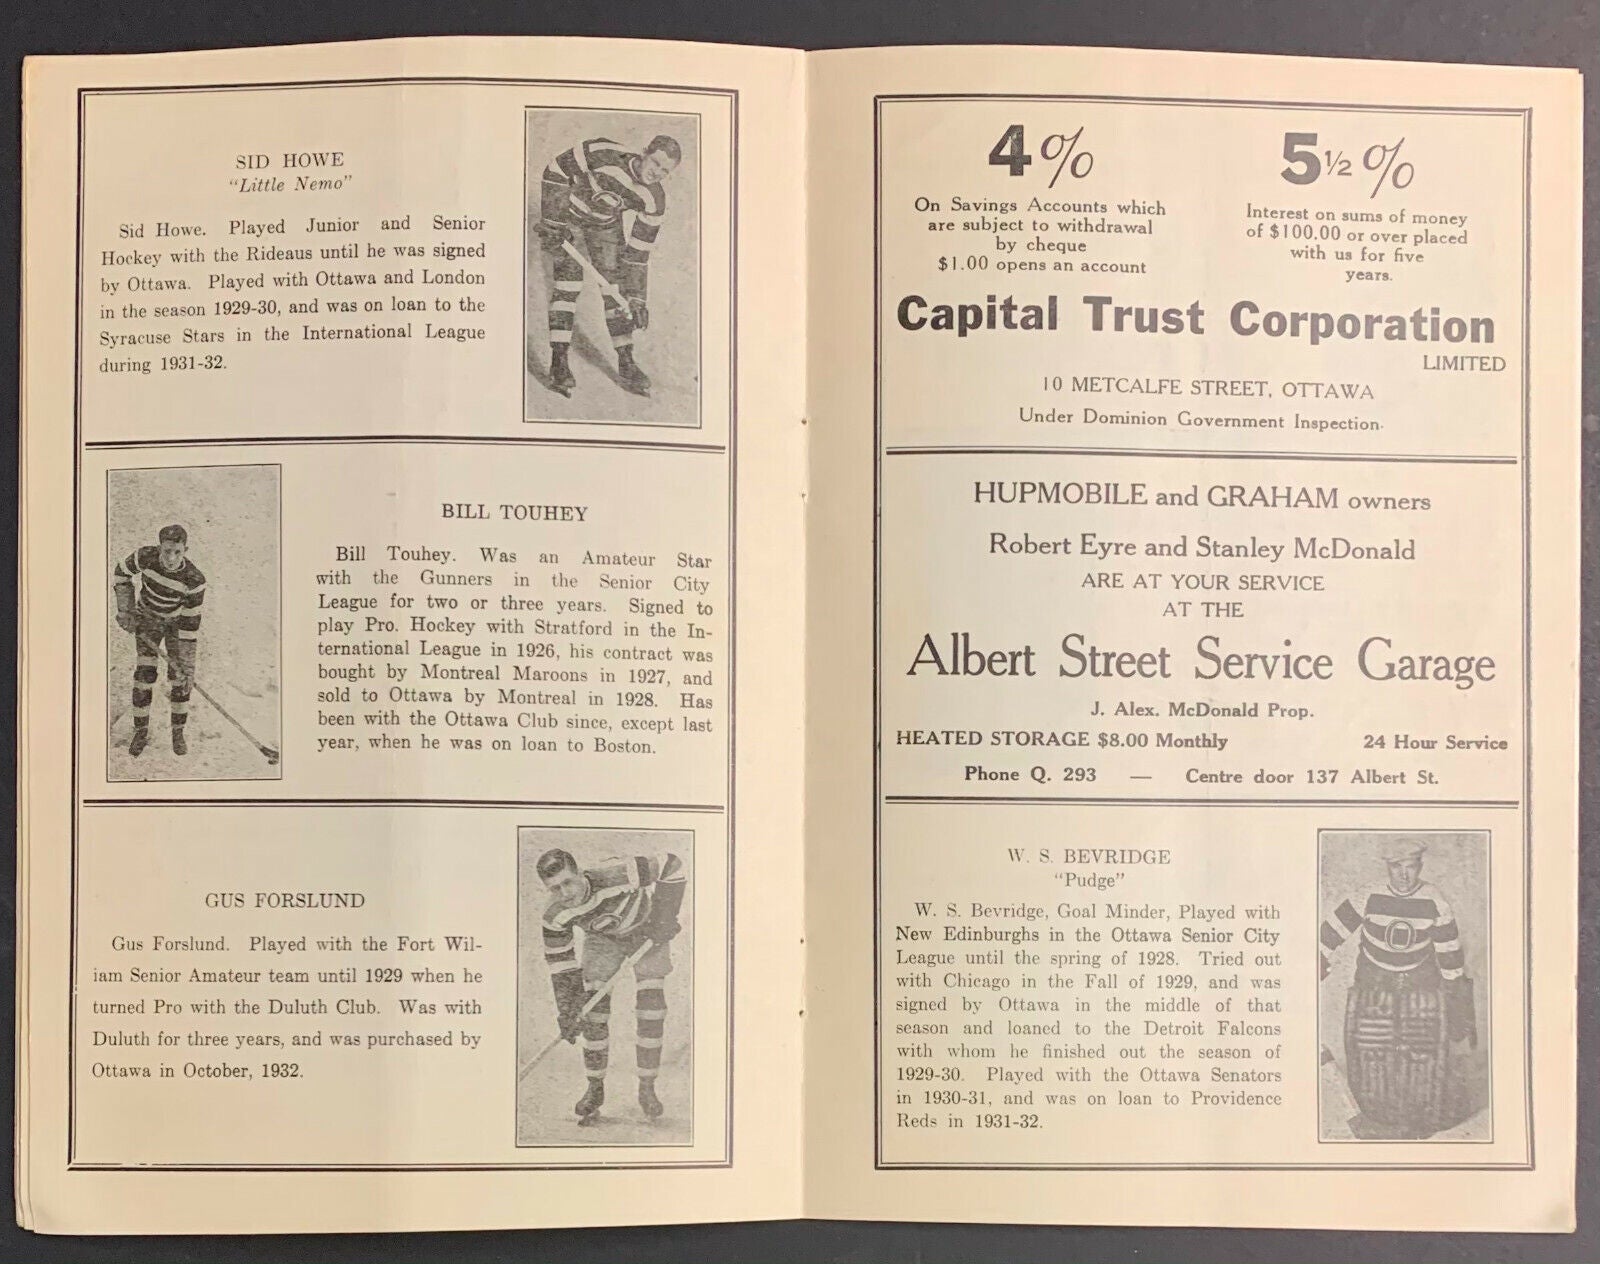 SID HOWE
"Little Nemo"
Sid Howe. Played Junior and Senior
Hockey with the Rideaus until he was signed
by Ottawa. Played with Ottawa and London
in the season 1929-30, and was on loan to the
Syracuse Stars in the International League
during 1931-32.
BILL TOUHEY
Bill Touhey. Was an Amateur Star
with the Gunners in the Senior City
League for two or three years. Signed to
play Pro. Hockey with Stratford in the In-
ternational League in 1926, his contract was
bought by Montreal Maroons in 1927, and
sold to Ottawa by Montreal in 1928. Has
been with the Ottawa Club since, except last
year, when he was on loan to Boston.
GUS FORSLUND
Gus Forslund. Played with the Fort Wil-
liam Senior Amateur team until 1929 when he
turned Pro with the Duluth Club. Was with
Duluth for three years, and was purchased by
Ottawa in October, 1932.
4%
On Savings Accounts which
are subject to withdrawal
by cheque
$1.00 opens an account
5½%
Interest on sums of money
of $100.00 or over placed
with us for five
years.
Capital Trust Corporation
LIMITED
10 METCALFE STREET, OTTAWA
Under Dominion Government Inspection.
HUPMOBILE and GRAHAM owners
Robert Eyre and Stanley McDonald
ARE AT YOUR SERVICE
AT THE
Albert Street Service Garage
J. Alex. McDonald Prop.
HEATED STORAGE $8.00 Monthly 24 Hour Service
Phone Q. 293 — Centre door 137 Albert St.
W. S. BEVRIDGE
"Pudge"
W. S. Bevridge, Goal Minder, Played with
New Edinburghs in the Ottawa Senior City
League until the spring of 1928. Tried out
with Chicago in the Fall of 1929, and was
signed by Ottawa in the middle of that
season and loaned to the Detroit Falcons
with whom he finished out the season of
1929-30. Played with the Ottawa Senators
in 1930-31, and was on loan to Providence
Reds in 1931-32.